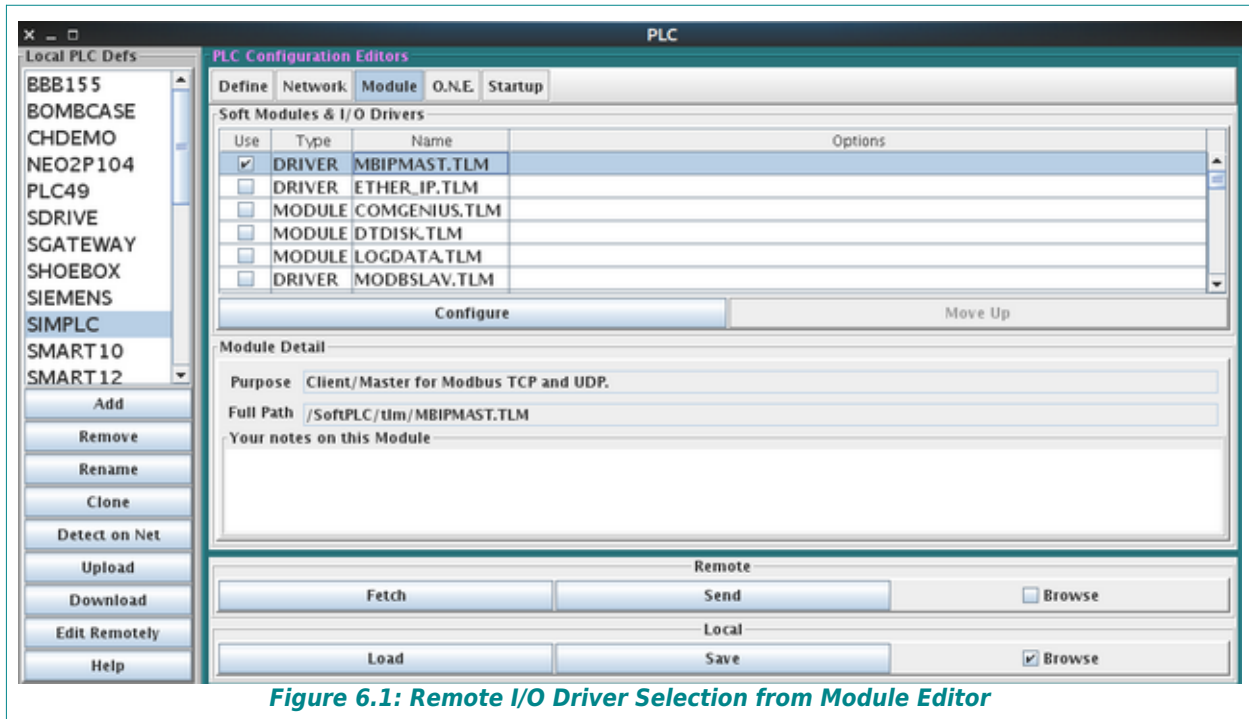 PLC
Local PLC Defs
BBB155
BOMBCASE
CHDEMO
NEO2P104
PLC49
SDRIVE
SGATEWAY
SHOEBOX
SIEMENS
SIMPLC
SMART10
SMART12
Add
Remove
Rename
Clone
Detect on Net
Upload
Download
Edit Remotely
Help
PLC Configuration Editors
Define Network Module O.N.E. Startup
Soft Modules & I/O Drivers
Use Type Name Options
DRIVER MBIPMAST.TLM
DRIVER ETHER_IP.TLM
MODULE COMGENIUS.TLM
MODULE DTDISK.TLM
MODULE LOGDATA.TLM
DRIVER MODBSLAV.TLM
Configure Move Up
Module Detail
Purpose Client/Master for Modbus TCP and UDP.
Full Path /SoftPLC/tlm/MBIPMAST.TLM
Your notes on this Module
Remote
Fetch Send Browse
Local
Load Save Browse
Figure 6.1: Remote I/O Driver Selection from Module Editor